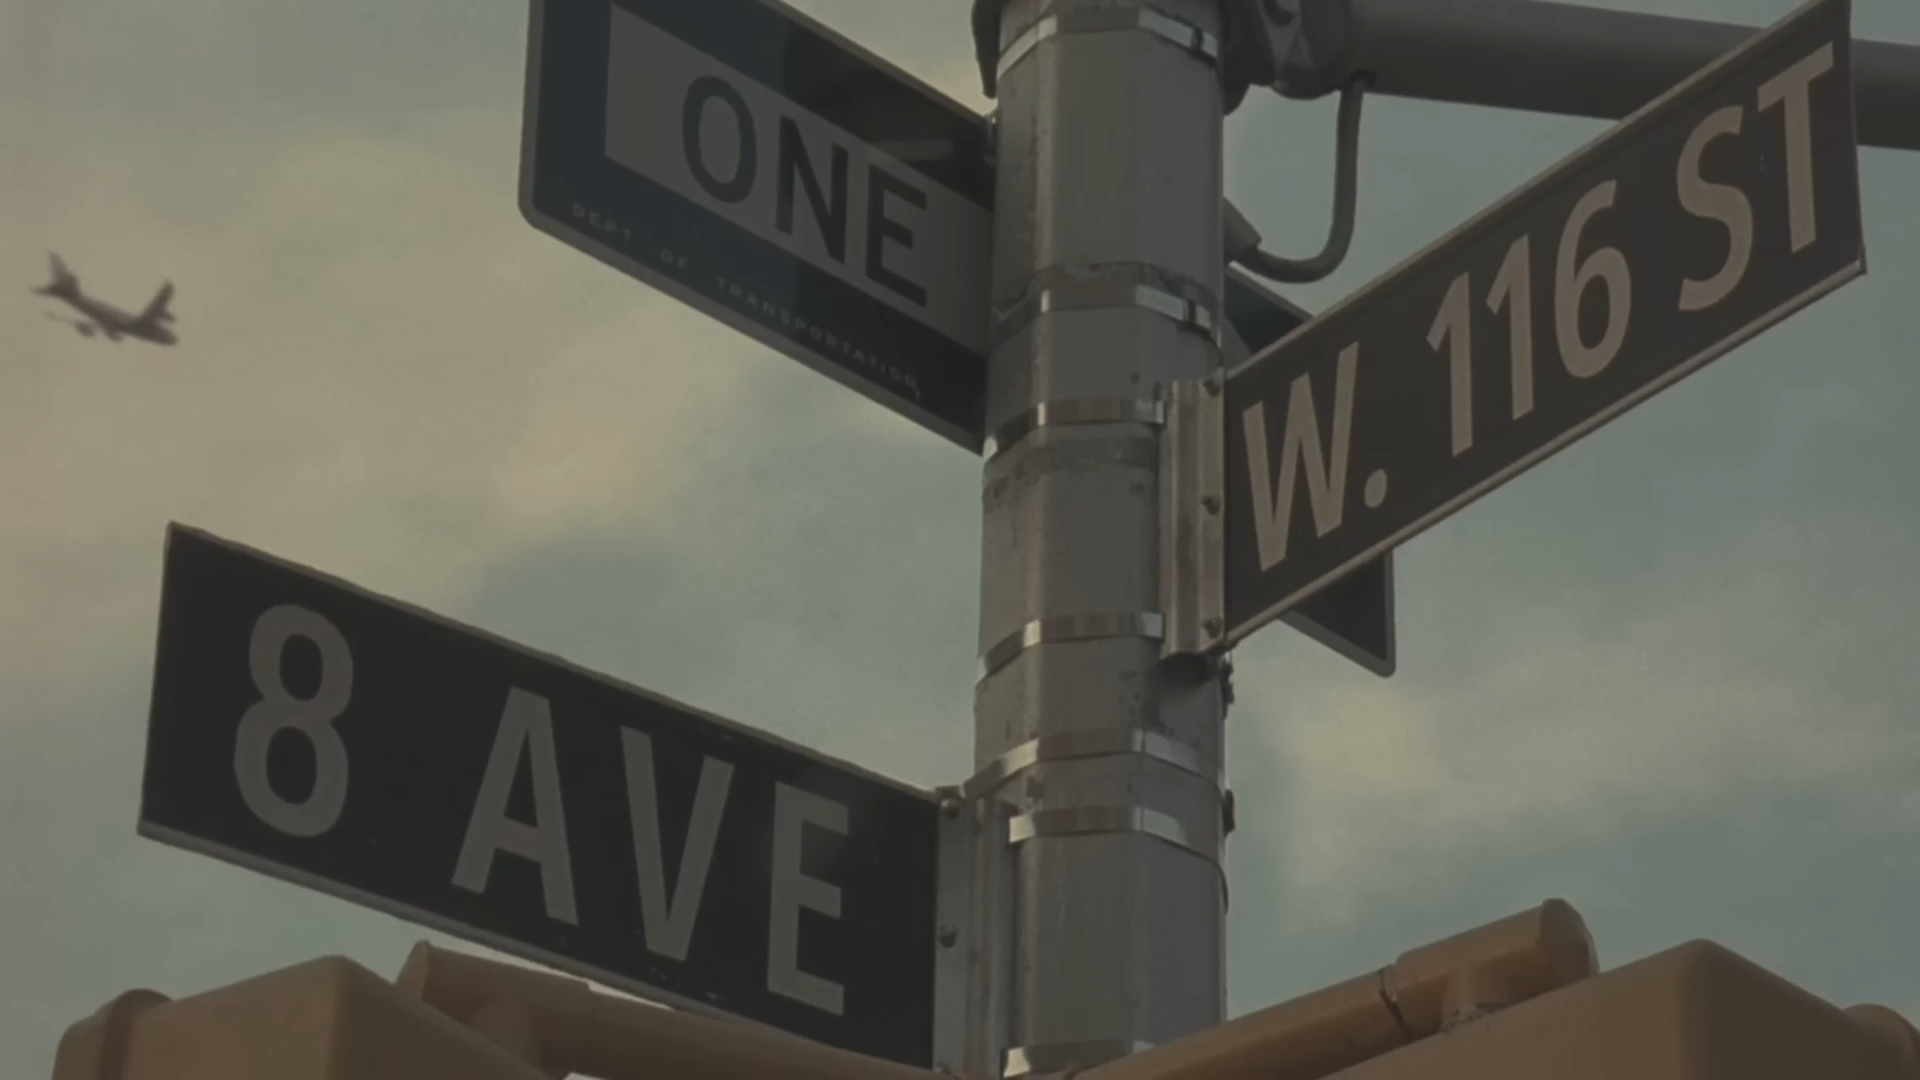 ONE
DEPT OF TRANSPORTATION
W. 116 ST
8 AVE